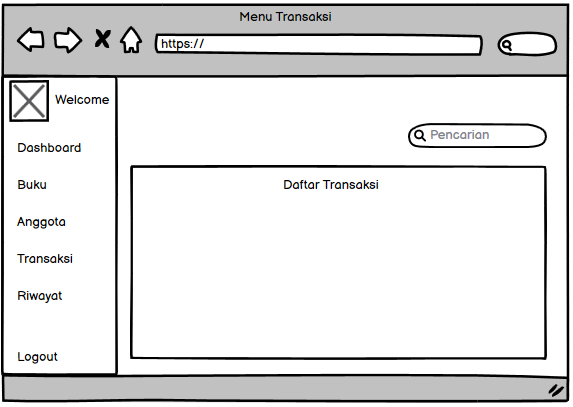 Menu Transaksi
https://
Welcome
Pencarian
Dashboard
Daftar Transaksi
Buku
Anggota
Transaksi
Riwayat
Logout